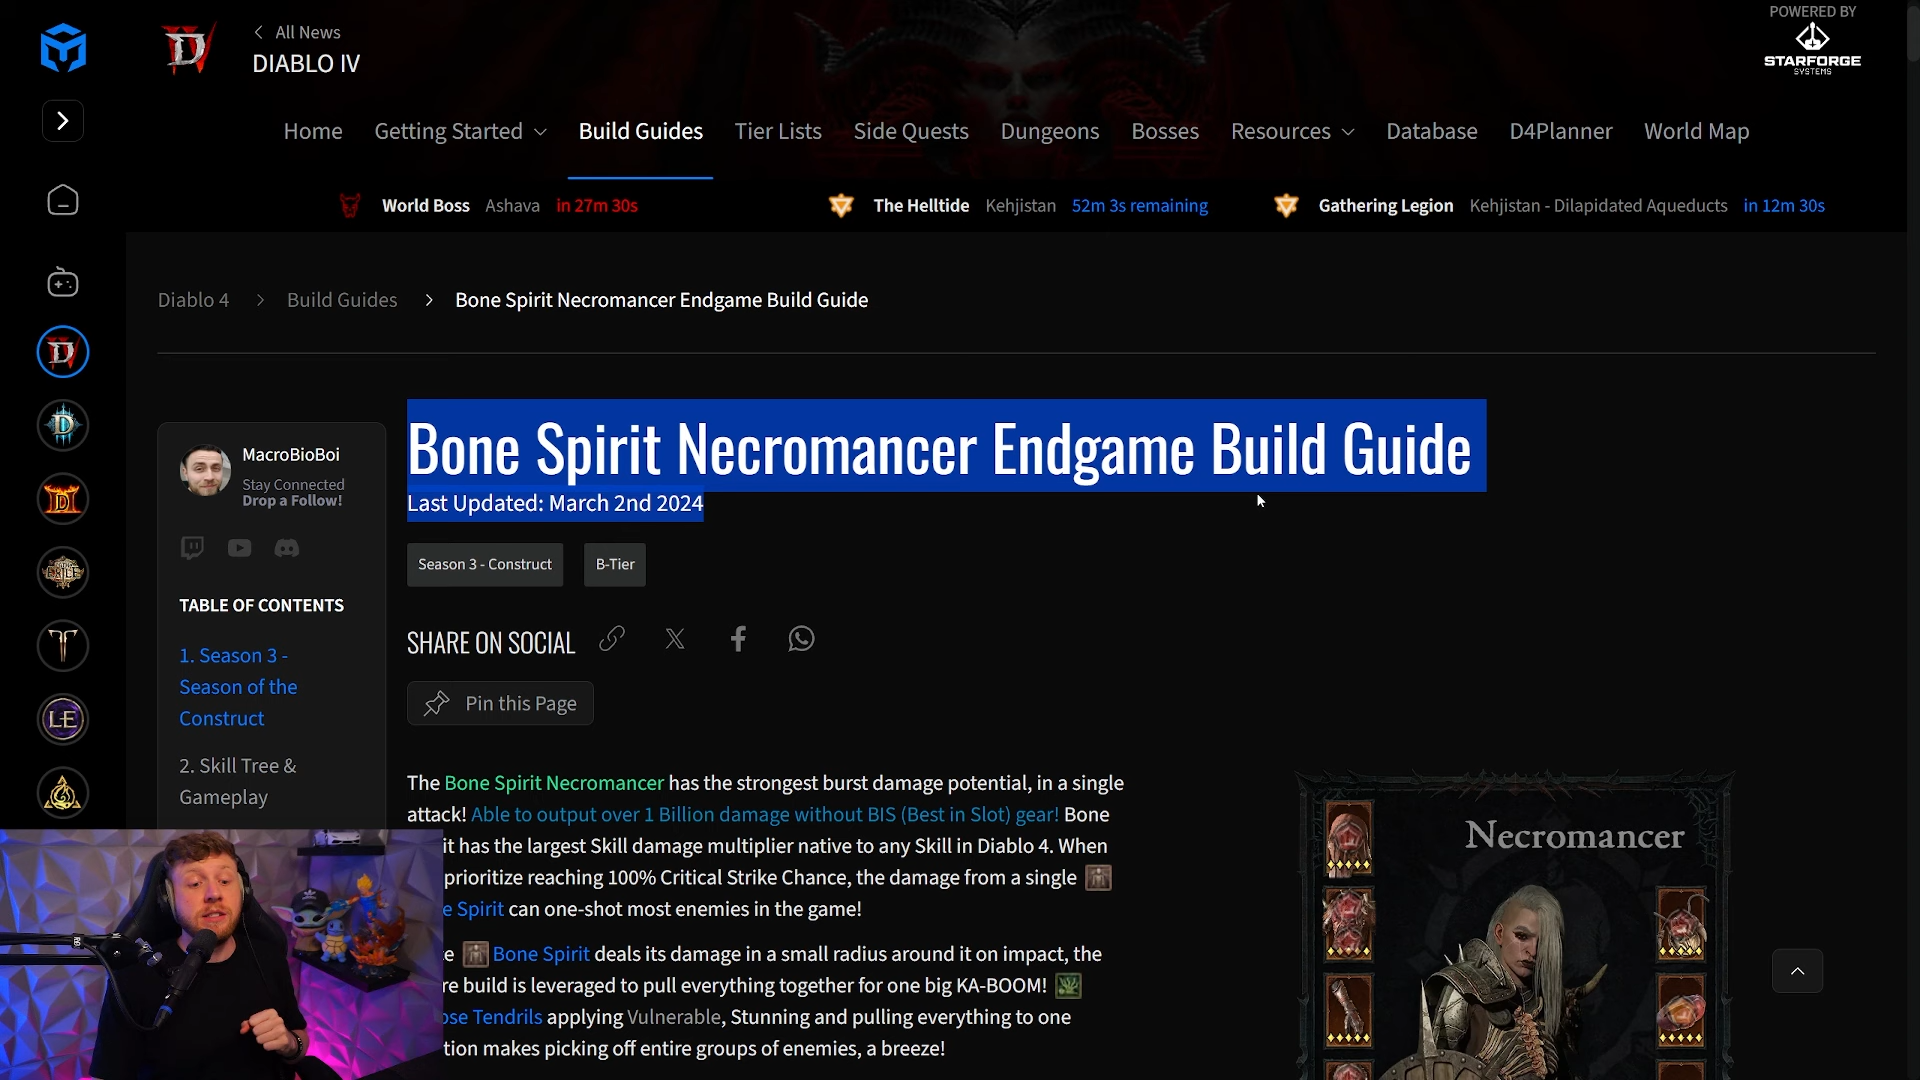 All News
DIABLO IV
POWERED BY
STARFORGE
SYSTEMS
Home Getting Started Build Guides Tier Lists Side Quests Dungeons Bosses Resources Database D4Planner World Map
World Boss Ashava in 27m 30s The Helltide Kehjistan 52m 3s remaining Gathering Legion Kehjistan - Dilapidated Aqueducts in 12m 30s
Diablo 4 > Build Guides > Bone Spirit Necromancer Endgame Build Guide
Bone Spirit Necromancer Endgame Build Guide
Last Updated: March 2nd 2024
MacroBioBoi
Stay Connected
Drop a Follow!
Season 3 - Construct B-Tier
TABLE OF CONTENTS
1. Season 3 -
Season of the
Construct
2. Skill Tree &
Gameplay
SHARE ON SOCIAL
Pin this Page
The Bone Spirit Necromancer has the strongest burst damage potential, in a single
attack! Able to output over 1 Billion damage without BIS (Best in Slot) gear! Bone
it has the largest Skill damage multiplier native to any Skill in Diablo 4. When
prioritize reaching 100% Critical Strike Chance, the damage from a single
e Spirit can one-shot most enemies in the game!
e Bone Spirit deals its damage in a small radius around it on impact, the
re build is leveraged to pull everything together for one big KA-BOOM!
ose Tendrils applying Vulnerable, Stunning and pulling everything to one
tion makes picking off entire groups of enemies, a breeze!
Necromancer
LE